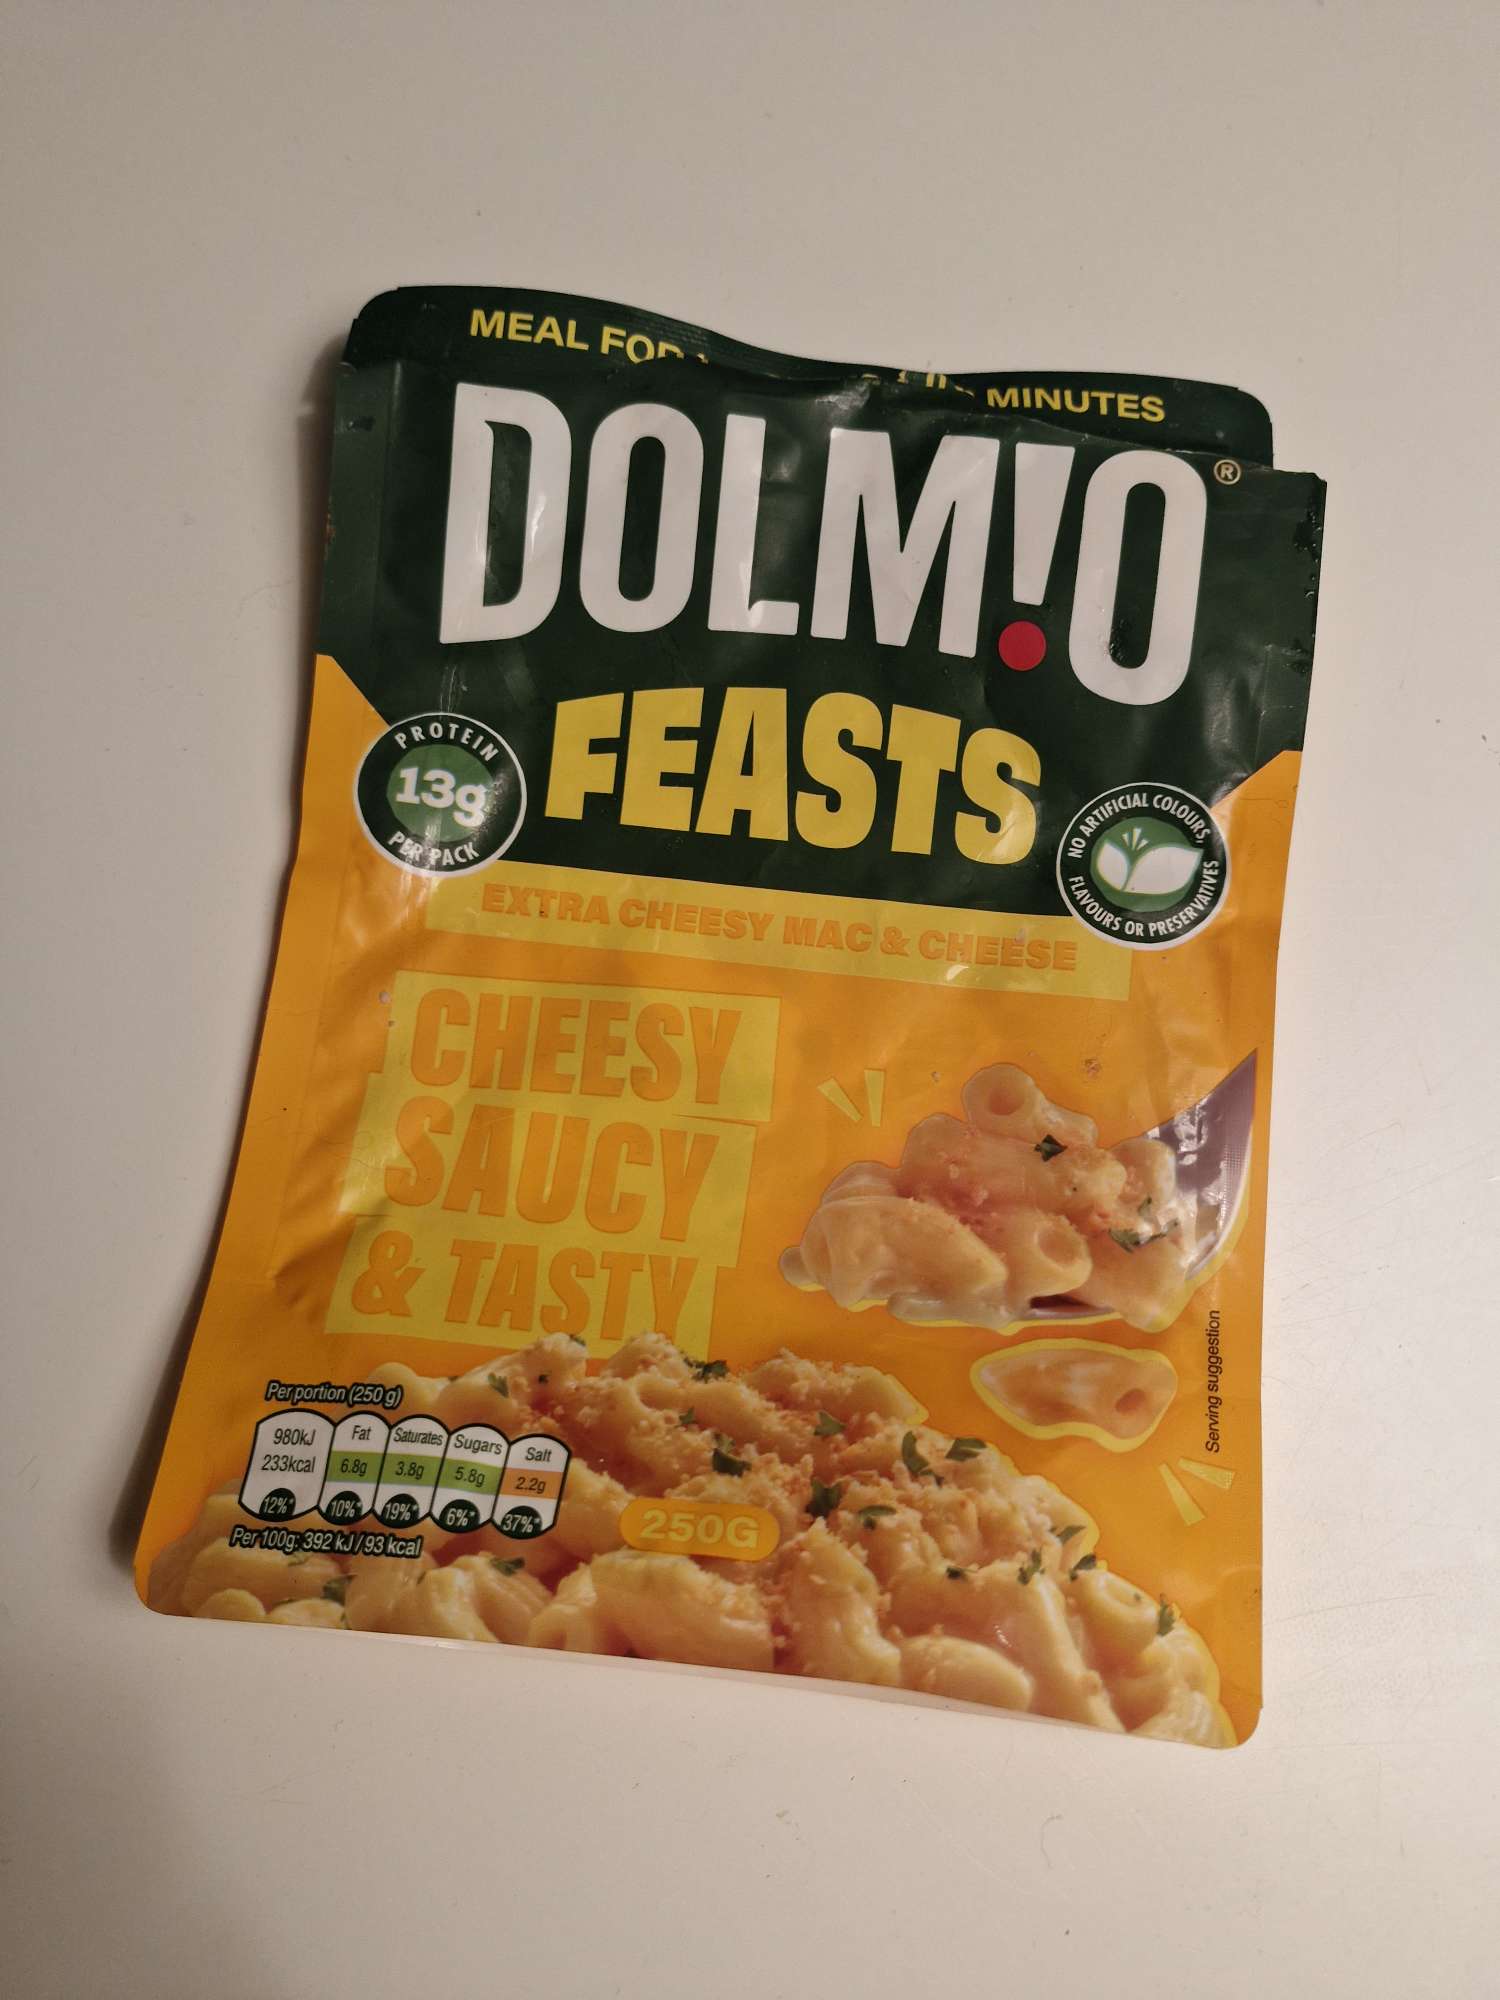 MEAL FOR
MINUTES
DOLMIO®
FEASTS
PROTEIN
13g
PER PACK
NO ARTIFICIAL COLOURS,
FLAVOURS OR PRESERVATIVES
EXTRA CHEESY MAC & CHEESE
CHEESY
SAUCY
& TASTY
Serving suggestion
Per portion (250 g)
980kJ
233kcal
12%*
Fat
6.8g
10%*
Saturates
3.8g
19%*
Sugars
5.8g
6%*
Salt
2.2g
37%*
Per 100g: 392 kJ / 93 kcal
250G